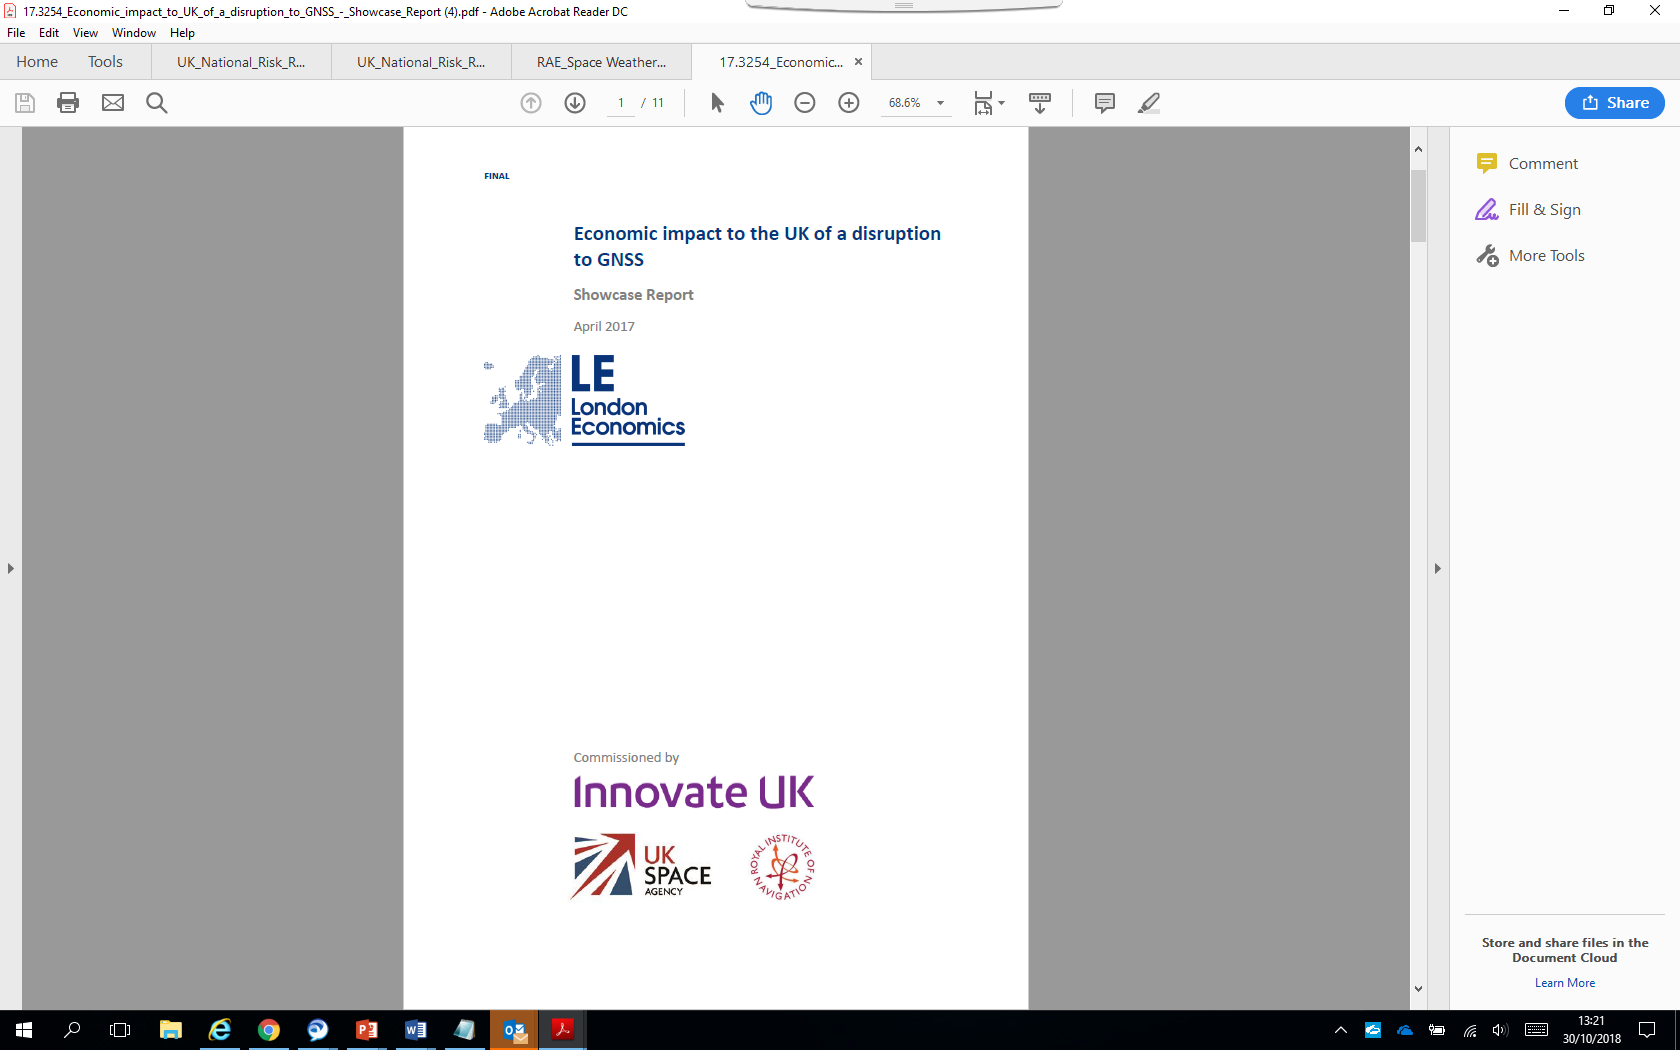 17.3254_Economic_impact_to_UK_of_a_disruption_to_GNSS_-_Showcase_Report (4).pdf - Adobe Acrobat Reader DC
File Edit View Window Help
Home Tools UK_National_Risk_R... UK_National_Risk_R... RAE_Space Weather... 17.3254_Economic... ×
1 / 11 68.6% Share
FINAL
Economic impact to the UK of a disruption
to GNSS
Showcase Report
April 2017
LE
London
Economics
Commissioned by
Innovate UK
UK
SPACE
AGENCY
ROYAL INSTITUTE OF NAVIGATION
Comment
Fill & Sign
More Tools
Store and share files in the
Document Cloud
Learn More
13:21
30/10/2018